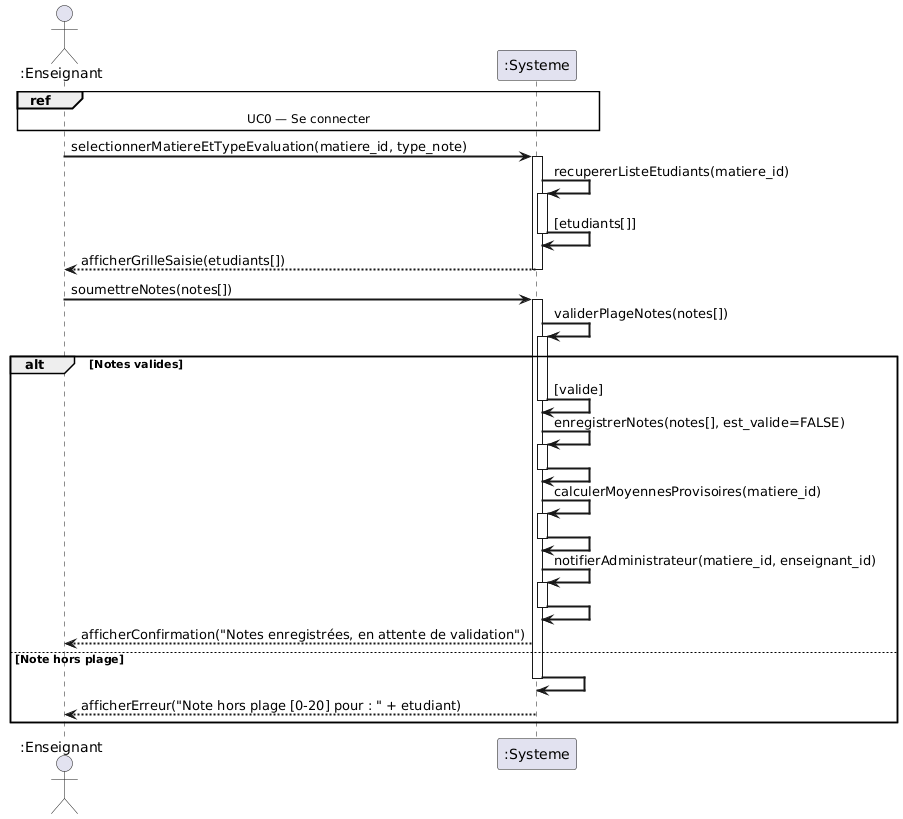 :Enseignant
:Systeme
ref
UC0 — Se connecter
selectionnerMatiereEtTypeEvaluation(matiere_id, type_note)
recupererListeEtudiants(matiere_id)
[etudiants[]]
afficherGrilleSaisie(etudiants[])
soumettreNotes(notes[])
validerPlageNotes(notes[])
alt [Notes valides]
[valide]
enregistrerNotes(notes[], est_valide=FALSE)
calculerMoyennesProvisoires(matiere_id)
notifierAdministrateur(matiere_id, enseignant_id)
afficherConfirmation("Notes enregistrées, en attente de validation")
[Note hors plage]
afficherErreur("Note hors plage [0-20] pour : " + etudiant)
:Enseignant
:Systeme